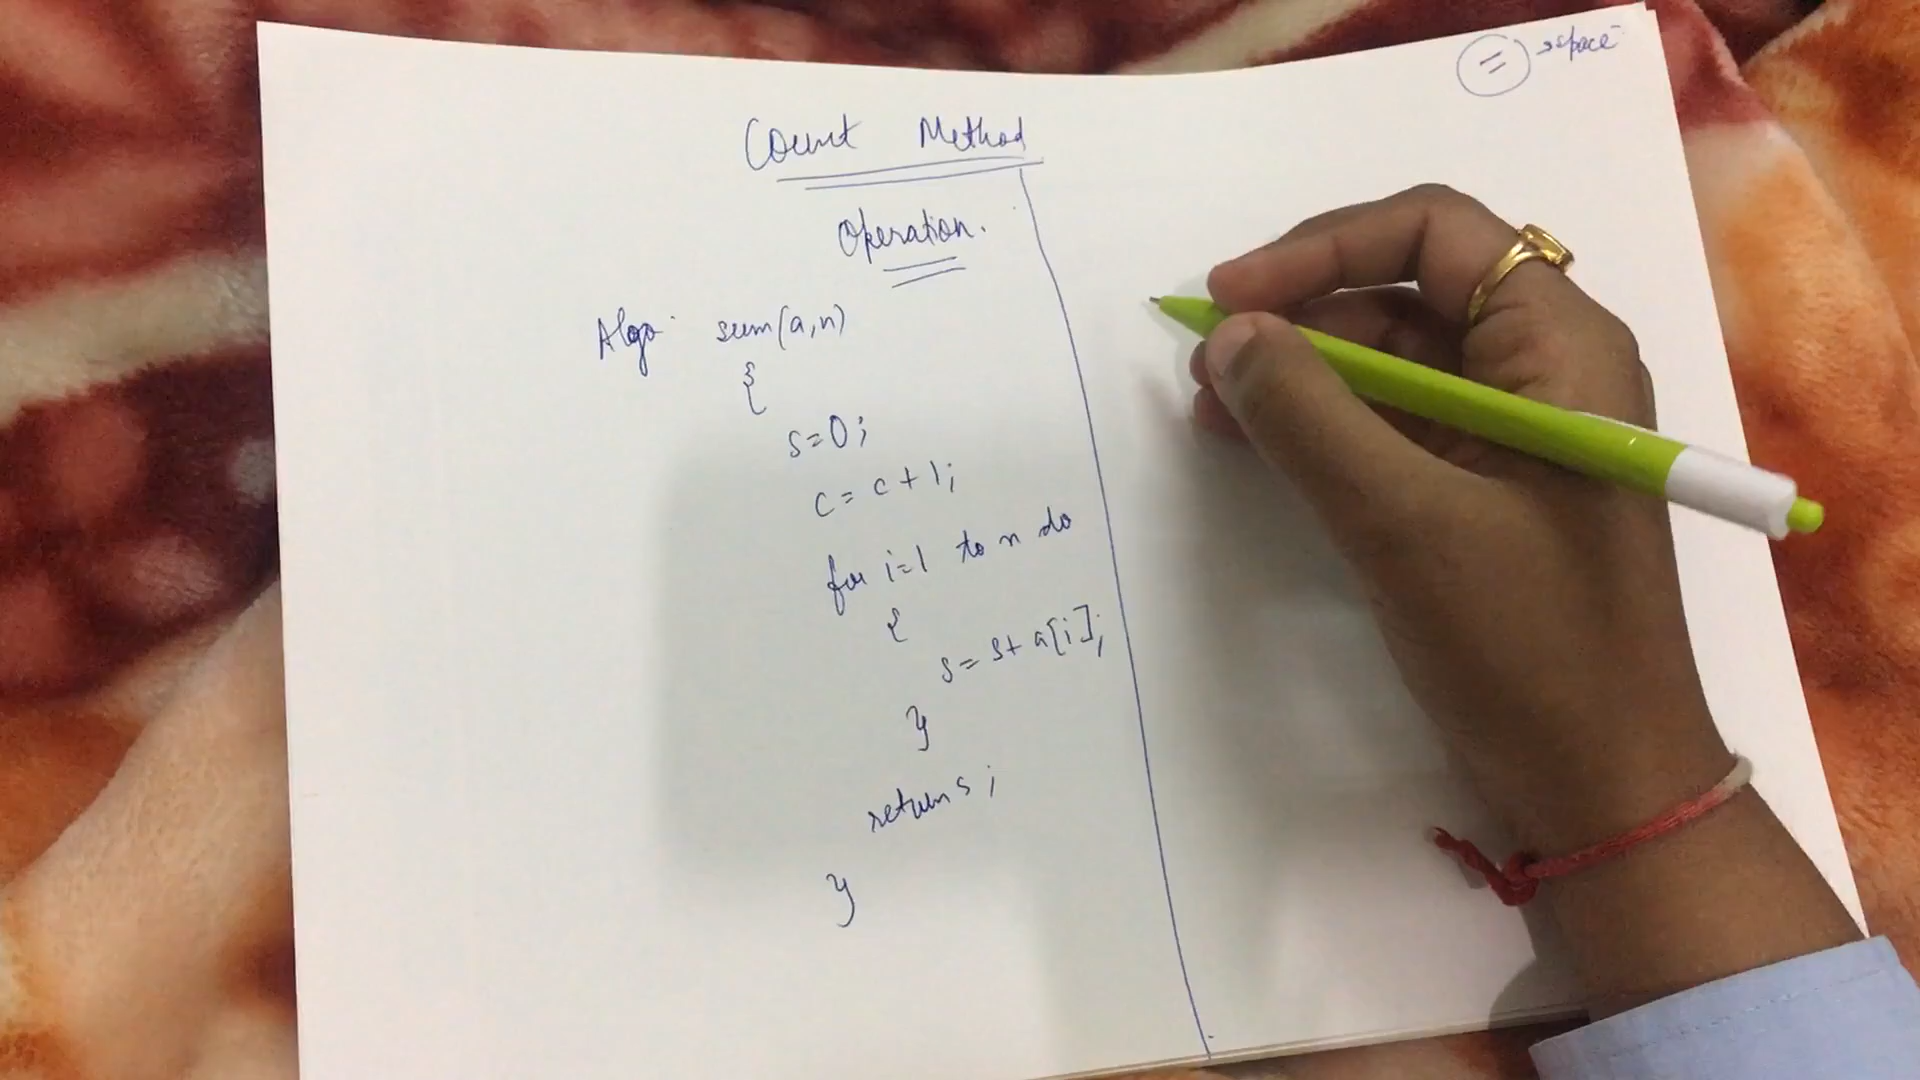 = → space
Count Method
Operation.
Algo. sum(a,n)
{
s=0;
c = c + 1;
for i=1 to n do
{
s = s + a[i];
}
return s;
}